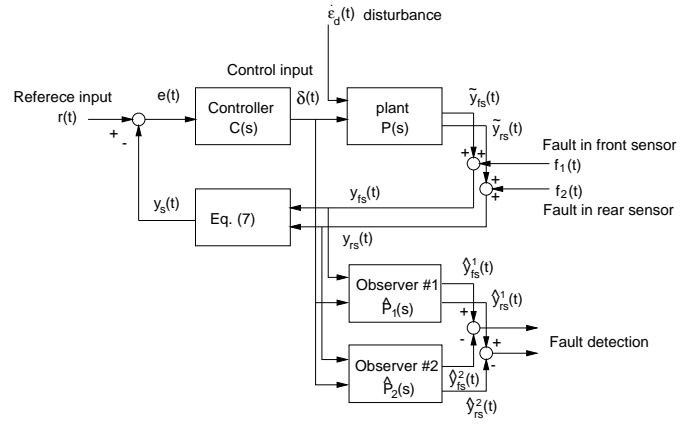 ε̇d(t) disturbance
Control input
Referece input
r(t)
e(t)
Controller
C(s)
δ(t)
plant
P(s)
ỹfs(t)
ỹrs(t)
+
-
+ +
+
+
Fault in front sensor
f1(t)
f2(t)
Fault in rear sensor
ys(t)
Eq. (7)
yfs(t)
yrs(t)
Observer #1
P̂1(s)
ŷ1fs(t)
ŷ1rs(t)
+
-
+
-
Fault detection
Observer #2
P̂2(s)
ŷ2fs(t)
ŷ2rs(t)